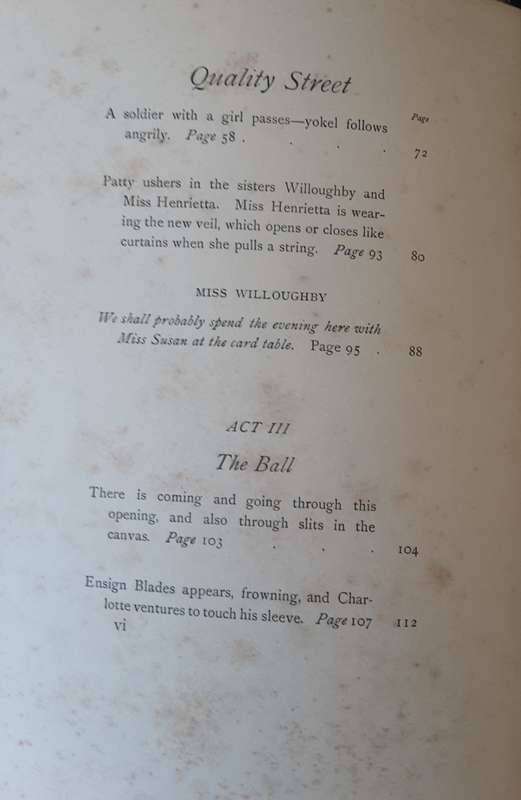 Quality Street
Page
A soldier with a girl passes—yokel follows
angrily. Page 58 . . . . 72
Patty ushers in the sisters Willoughby and
Miss Henrietta. Miss Henrietta is wear-
ing the new veil, which opens or closes like
curtains when she pulls a string. Page 93 80
MISS WILLOUGHBY
We shall probably spend the evening here with
Miss Susan at the card table. Page 95 . 88
ACT III
The Ball
There is coming and going through this
opening, and also through slits in the
canvas. Page 103 . . . 104
Ensign Blades appears, frowning, and Char-
lotte ventures to touch his sleeve. Page 107 112
vi